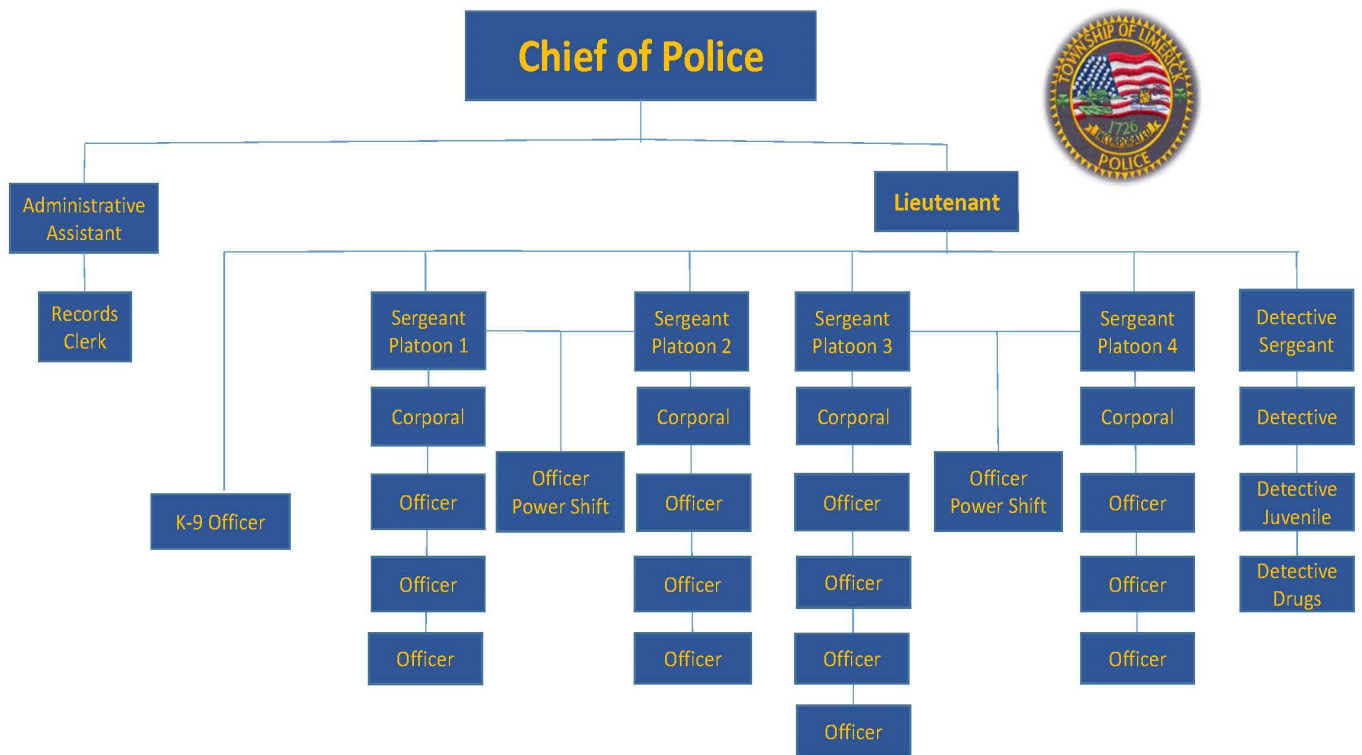 Chief of Police
TOWNSHIP OF LIMERICK
1726
INCORPORATED
POLICE
Administrative
Assistant
Lieutenant
Records
Clerk
Sergeant
Platoon 1
Sergeant
Platoon 2
Sergeant
Platoon 3
Sergeant
Platoon 4
Detective
Sergeant
Corporal
Corporal
Corporal
Corporal
Detective
K-9 Officer
Officer
Officer
Power Shift
Officer
Officer
Officer
Power Shift
Officer
Detective
Juvenile
Officer
Officer
Officer
Officer
Detective
Drugs
Officer
Officer
Officer
Officer
Officer